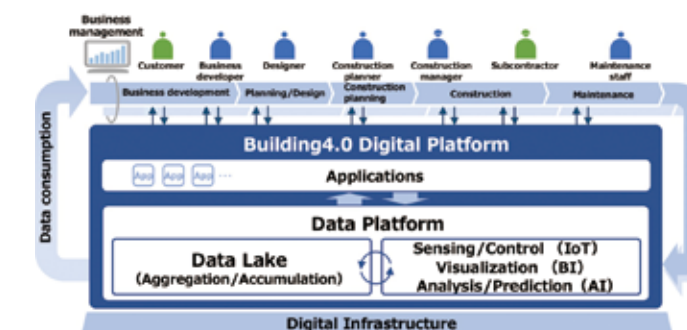 Business
management
Customer
Business
developer
Designer
Construction
planner
Construction
manager
Subcontractor
Maintenance
staff
Business development
Planning/Design
Construction
planning
Construction
Maintenance
Data consumption
Building4.0 Digital Platform
App App App ...
Applications
Data Platform
Data Lake
(Aggregation/Accumulation)
Sensing/Control (IoT)
Visualization (BI)
Analysis/Prediction (AI)
Digital Infrastructure